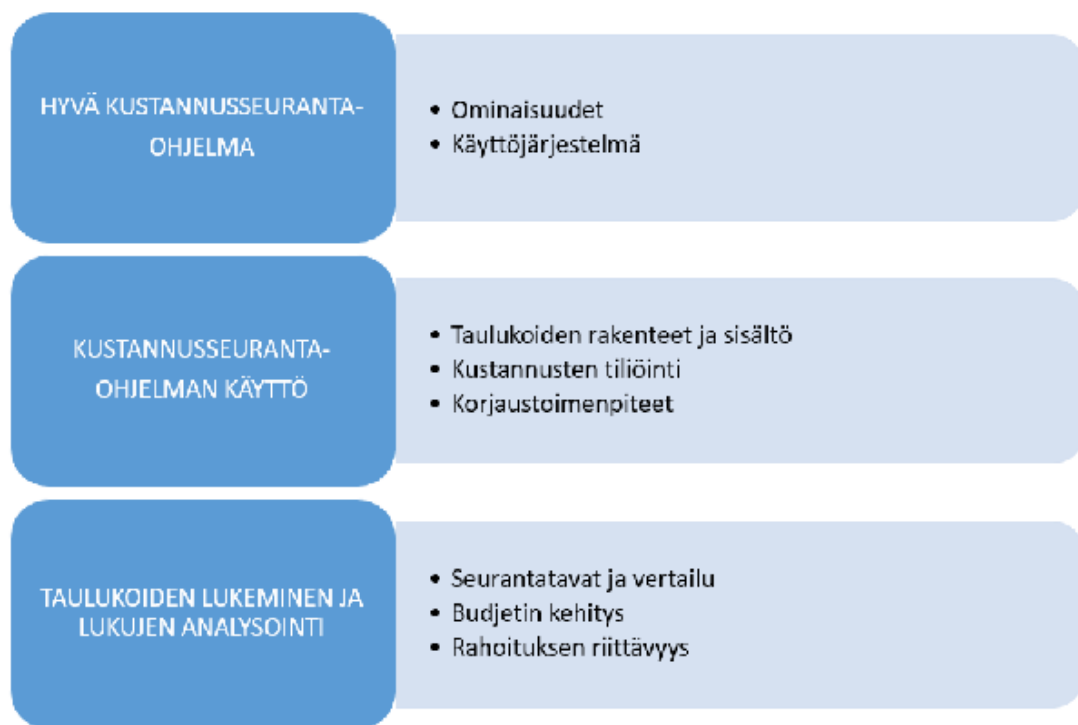 HYVÄ KUSTANNUSSEURANTA-
OHJELMA
• Ominaisuudet
• Käyttöjärjestelmä
KUSTANNUSSEURANTA-
OHJELMAN KÄYTTÖ
• Taulukoiden rakenteet ja sisältö
• Kustannusten tiliöinti
• Korjaustoimenpiteet
TAULUKOIDEN LUKEMINEN JA
LUKUJEN ANALYSOINTI
• Seurantatavat ja vertailu
• Budjetin kehitys
• Rahoituksen riittävyys